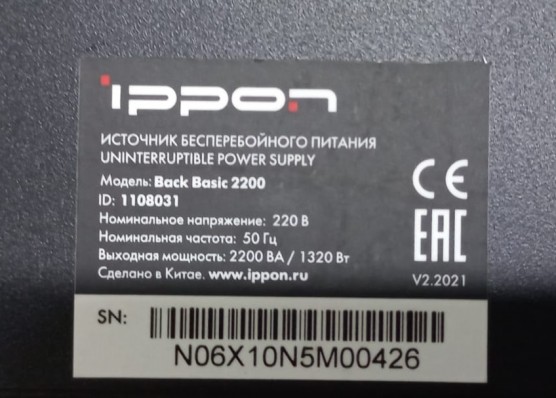 ippon
ИСТОЧНИК БЕСПЕРЕБОЙНОГО ПИТАНИЯ
UNINTERRUPTIBLE POWER SUPPLY
Модель: Back Basic 2200
ID: 1108031
Номинальное напряжение: 220 В
Номинальная частота: 50 Гц
Выходная мощность: 2200 ВА / 1320 Вт
Сделано в Китае. www.ippon.ru
CE
EAC
V2.2021
SN:
N06X10N5M00426